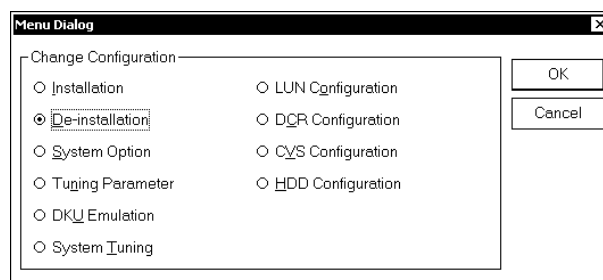 Menu Dialog
Change Configuration
Installation
De-installation
System Option
Tuning Parameter
DKU Emulation
System Tuning
LUN Configuration
DCR Configuration
CVS Configuration
HDD Configuration
OK
Cancel